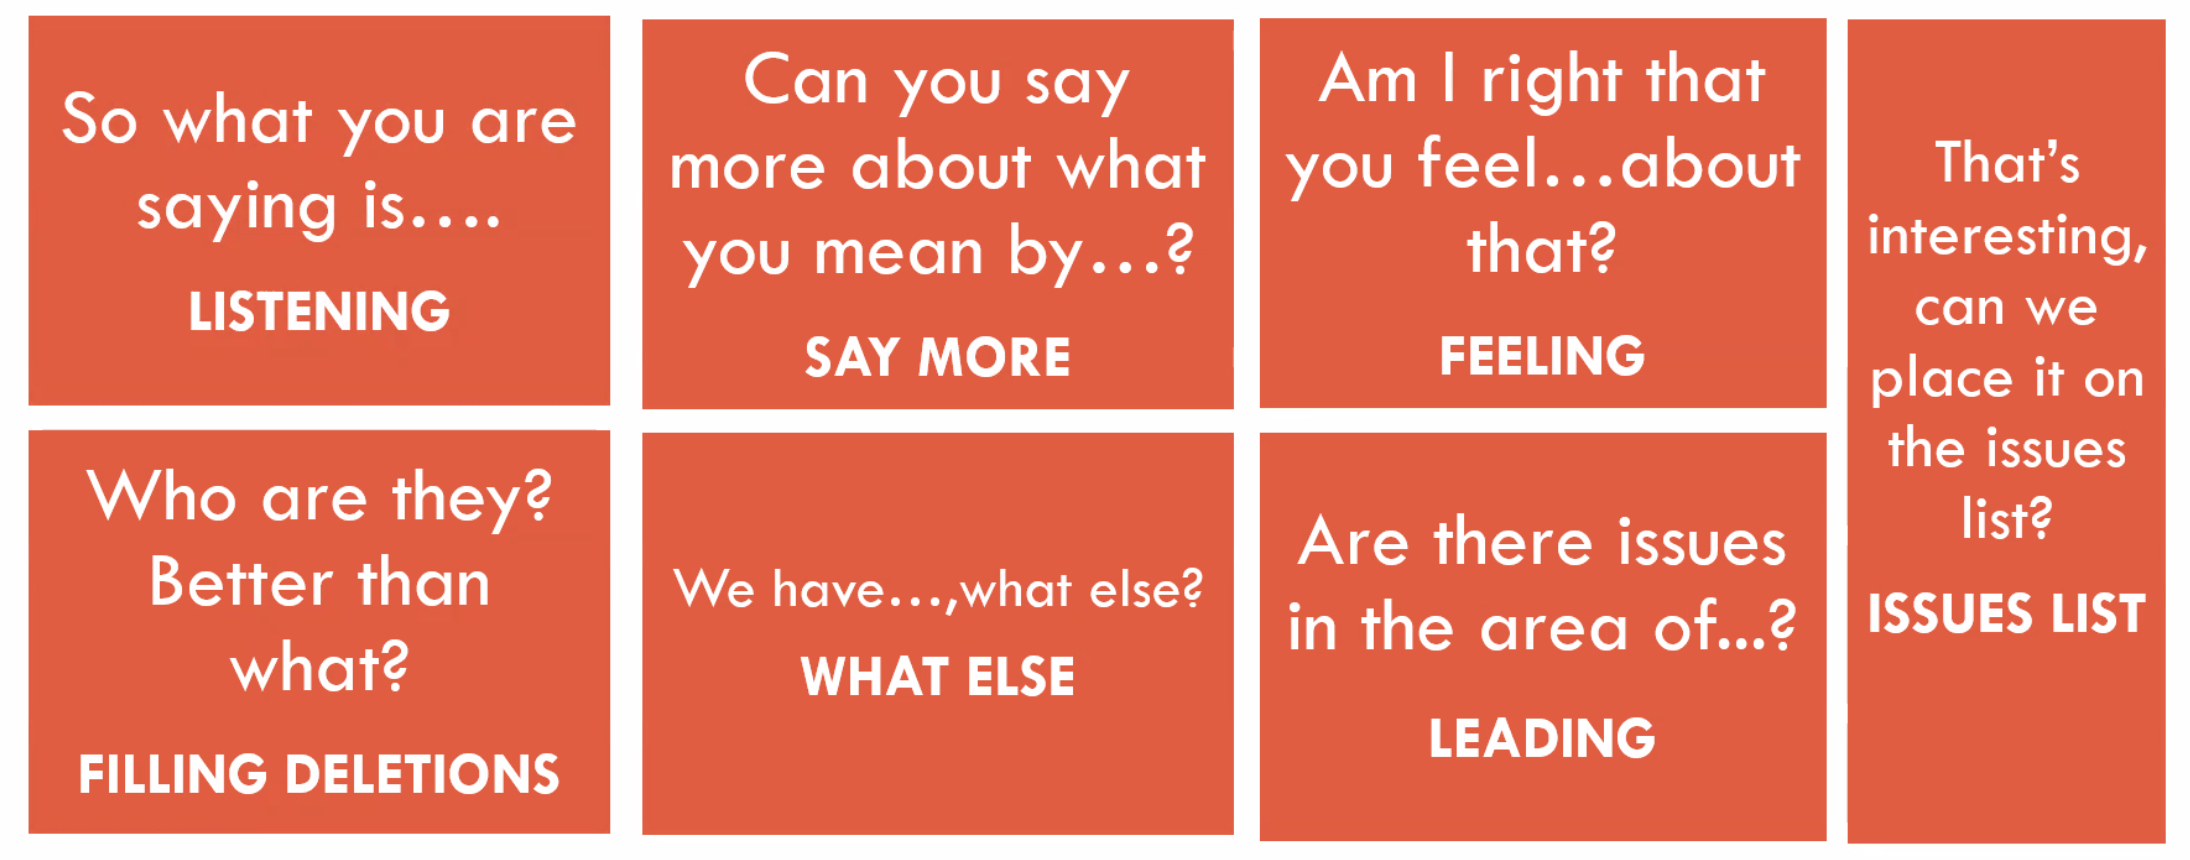 So what you are
saying is….
LISTENING
Can you say
more about what
you mean by…?
SAY MORE
Am I right that
you feel…about
that?
FEELING
That’s
interesting,
can we
place it on
the issues
list?
ISSUES LIST
Who are they?
Better than
what?
FILLING DELETIONS
We have…,what else?
WHAT ELSE
Are there issues
in the area of...?
LEADING